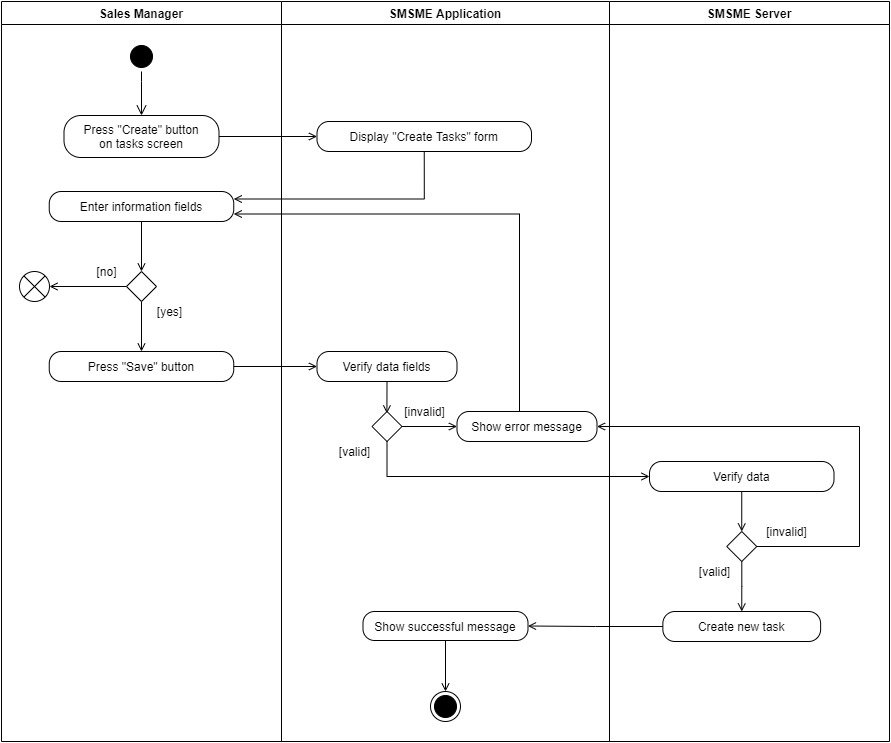 Sales Manager
SMSME Application
SMSME Server
Press "Create" button
on tasks screen
Display "Create Tasks" form
Enter information fields
[no]
[yes]
Press "Save" button
Verify data fields
[invalid]
Show error message
[valid]
Verify data
[invalid]
[valid]
Show successful message
Create new task